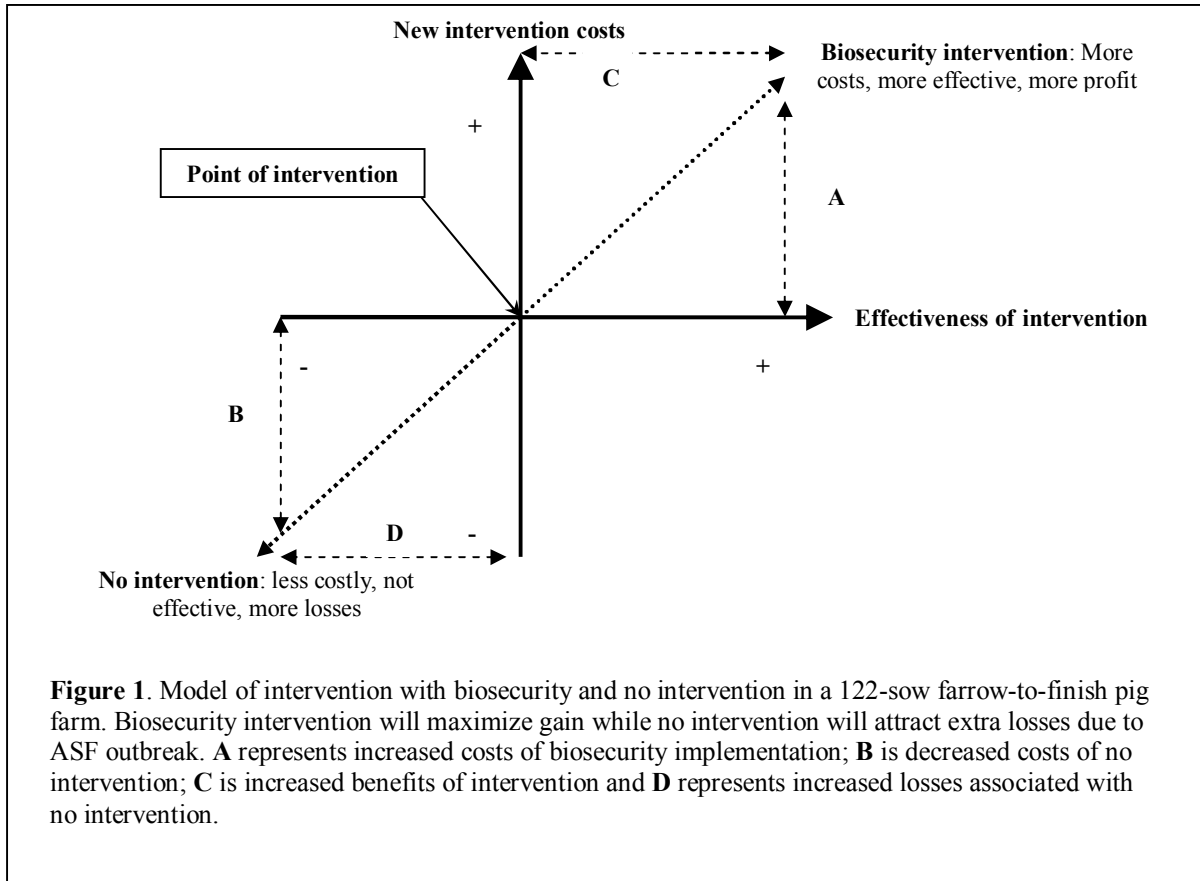 New intervention costs
Biosecurity intervention: More
costs, more effective, more profit
C
+
Point of intervention
A
Effectiveness of intervention
-
+
B
D
-
No intervention: less costly, not
effective, more losses
Figure 1. Model of intervention with biosecurity and no intervention in a 122-sow farrow-to-finish pig
farm. Biosecurity intervention will maximize gain while no intervention will attract extra losses due to
ASF outbreak. A represents increased costs of biosecurity implementation; B is decreased costs of no
intervention; C is increased benefits of intervention and D represents increased losses associated with
no intervention.